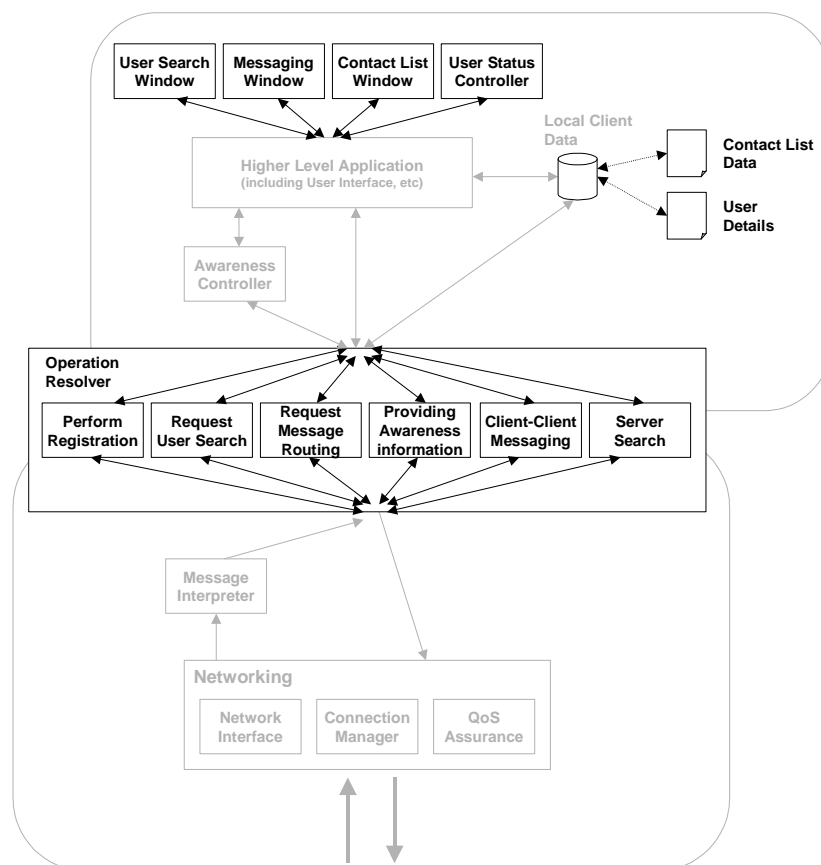 User Search
Window
Messaging
Window
Contact List
Window
User Status
Controller
Local Client
Data
Contact List
Data
User
Details
Higher Level Application
(including User Interface, etc)
Awareness
Controller
Operation
Resolver
Perform
Registration
Request
User Search
Request
Message
Routing
Providing
Awareness
information
Client-Client
Messaging
Server
Search
Message
Interpreter
Networking
Network
Interface
Connection
Manager
QoS
Assurance